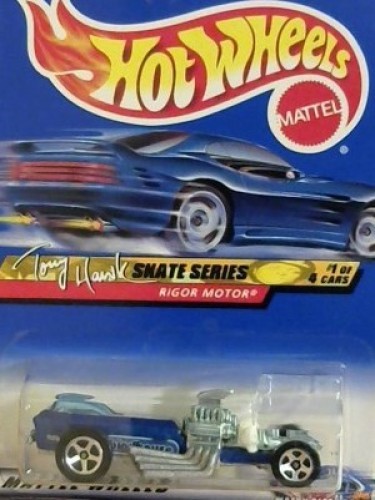 HOT WHEELS
MATTEL
®
Tony Hawk SKATE SERIES
#1 OF
4 CARS
RIGOR MOTOR®